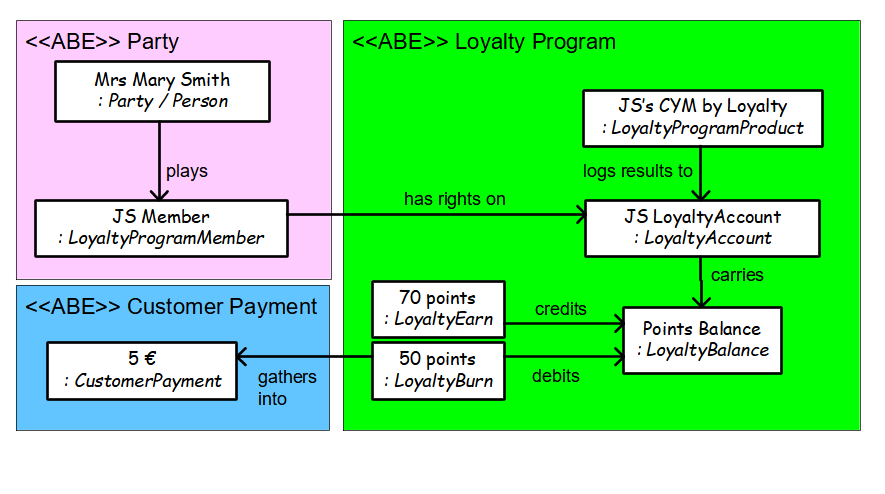 <<ABE>> Party
Mrs Mary Smith
: Party / Person
plays
JS Member
: LoyaltyProgramMember
has rights on
<<ABE>> Loyalty Program
JS's CYM by Loyalty
: LoyaltyProgramProduct
logs results to
JS LoyaltyAccount
: LoyaltyAccount
carries
70 points
: LoyaltyEarn
credits
Points Balance
: LoyaltyBalance
50 points
: LoyaltyBurn
debits
<<ABE>> Customer Payment
5 €
: CustomerPayment
gathers
into